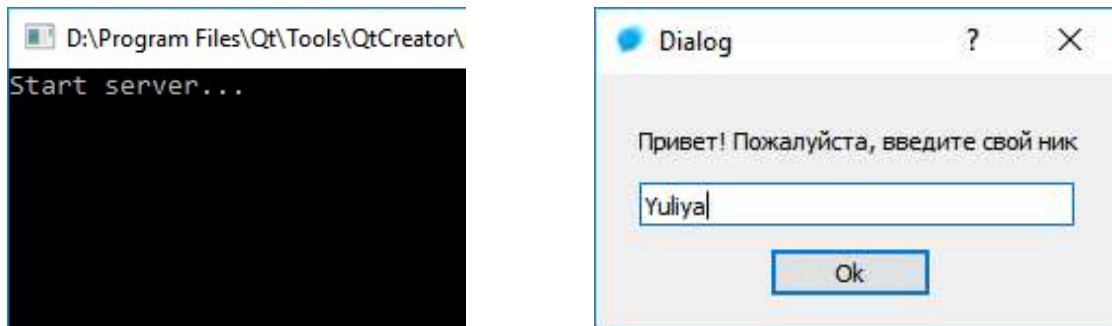 D:\Program Files\Qt\Tools\QtCreator\
Start server...
Dialog
Привет! Пожалуйста, введите свой ник
Yuliya
Ok